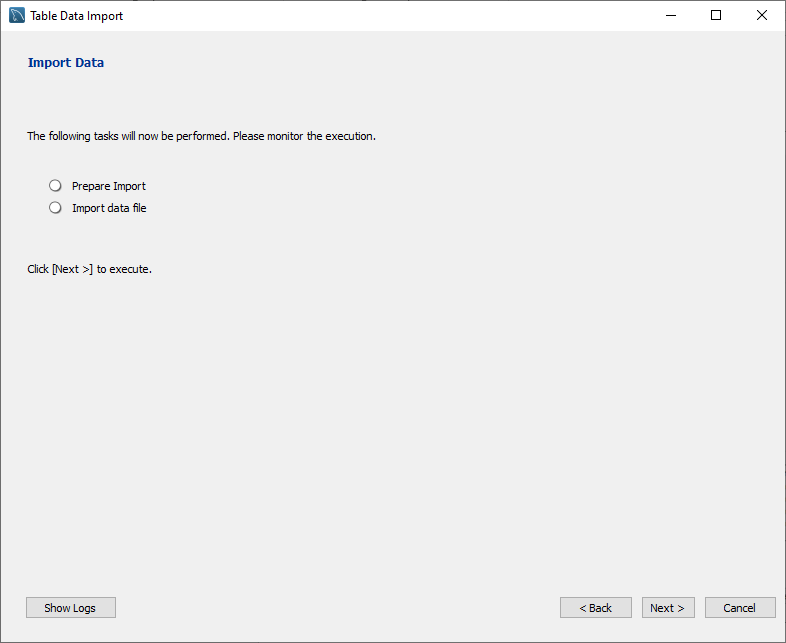 Table Data Import
Import Data
The following tasks will now be performed. Please monitor the execution.
Prepare Import
Import data file
Click [Next >] to execute.
Show Logs
< Back
Next >
Cancel